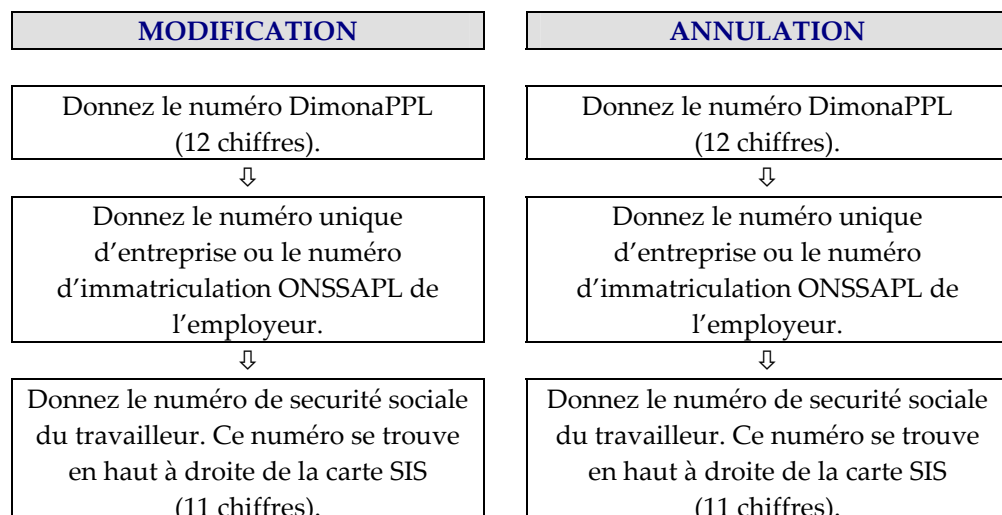 MODIFICATION
Donnez le numéro DimonaPPL
(12 chiffres).
⇩
Donnez le numéro unique
d’entreprise ou le numéro
d’immatriculation ONSSAPL de
l’employeur.
⇩
Donnez le numéro de securité sociale
du travailleur. Ce numéro se trouve
en haut à droite de la carte SIS
(11 chiffres).
ANNULATION
Donnez le numéro DimonaPPL
(12 chiffres).
⇩
Donnez le numéro unique
d’entreprise ou le numéro
d’immatriculation ONSSAPL de
l’employeur.
⇩
Donnez le numéro de securité sociale
du travailleur. Ce numéro se trouve
en haut à droite de la carte SIS
(11 chiffres).